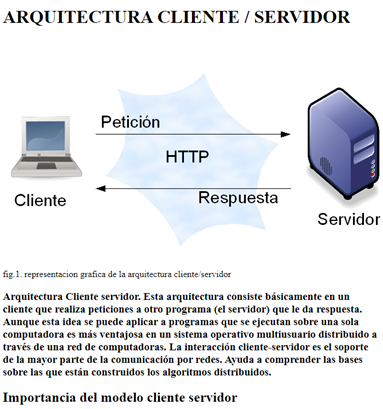 ARQUITECTURA CLIENTE / SERVIDOR
Petición
HTTP
Respuesta
Cliente
Servidor
fig.1. representacion grafica de la arquitectura cliente/servidor
Arquitectura Cliente servidor. Esta arquitectura consiste básicamente en un
cliente que realiza peticiones a otro programa (el servidor) que le da respuesta.
Aunque esta idea se puede aplicar a programas que se ejecutan sobre una sola
computadora es más ventajosa en un sistema operativo multiusuario distribuido a
través de una red de computadoras. La interacción cliente-servidor es el soporte
de la mayor parte de la comunicación por redes. Ayuda a comprender las bases
sobre las que están construidos los algoritmos distribuidos.
Importancia del modelo cliente servidor